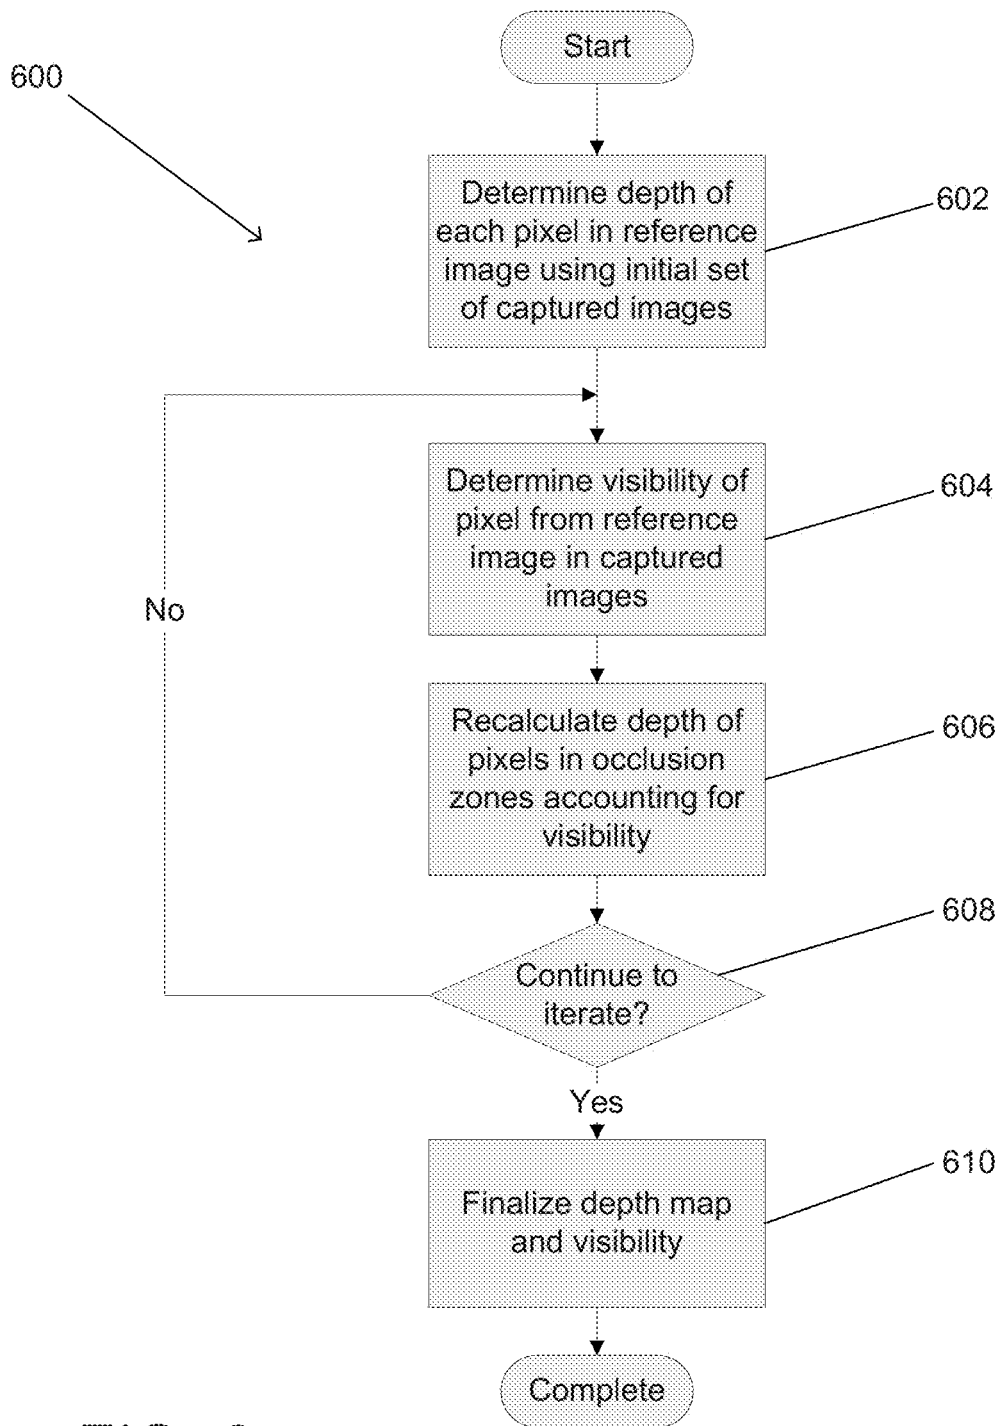 Start
600
Determine depth of
each pixel in reference
image using initial set
of captured images
602
Determine visibility of
pixel from reference
image in captured
images
604
No
Recalculate depth of
pixels in occlusion
zones accounting for
visibility
606
Continue to
iterate?
608
Yes
Finalize depth map
and visibility
610
Complete